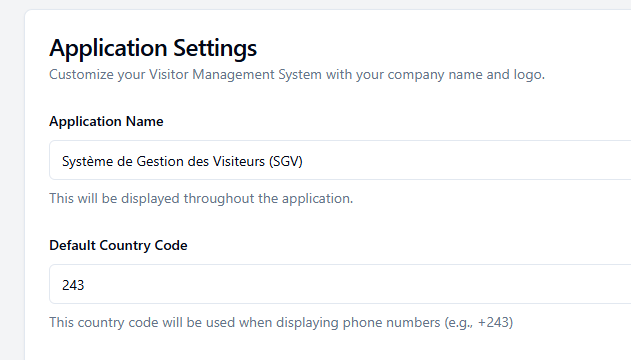 Application Settings
Customize your Visitor Management System with your company name and logo.
Application Name
Système de Gestion des Visiteurs (SGV)
This will be displayed throughout the application.
Default Country Code
243
This country code will be used when displaying phone numbers (e.g., +243)